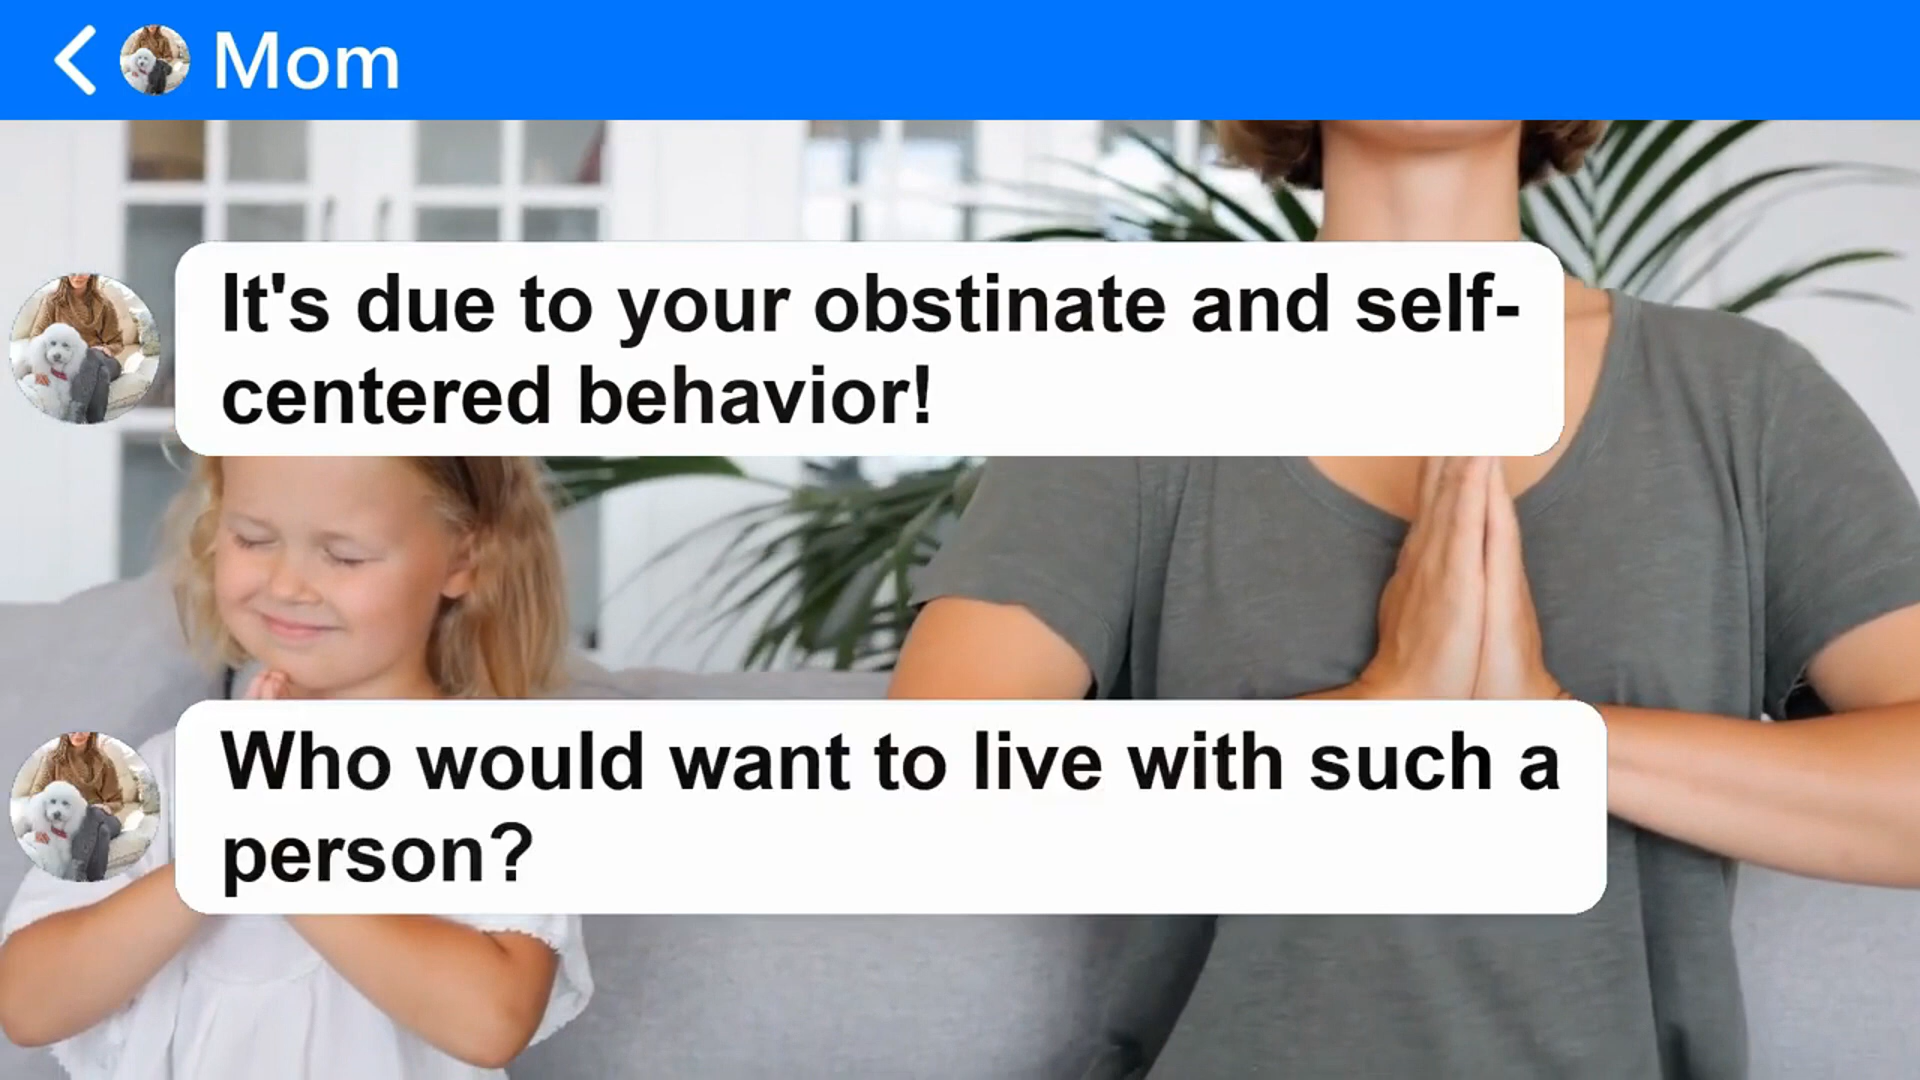 Mom
It's due to your obstinate and self-
centered behavior!
Who would want to live with such a
person?